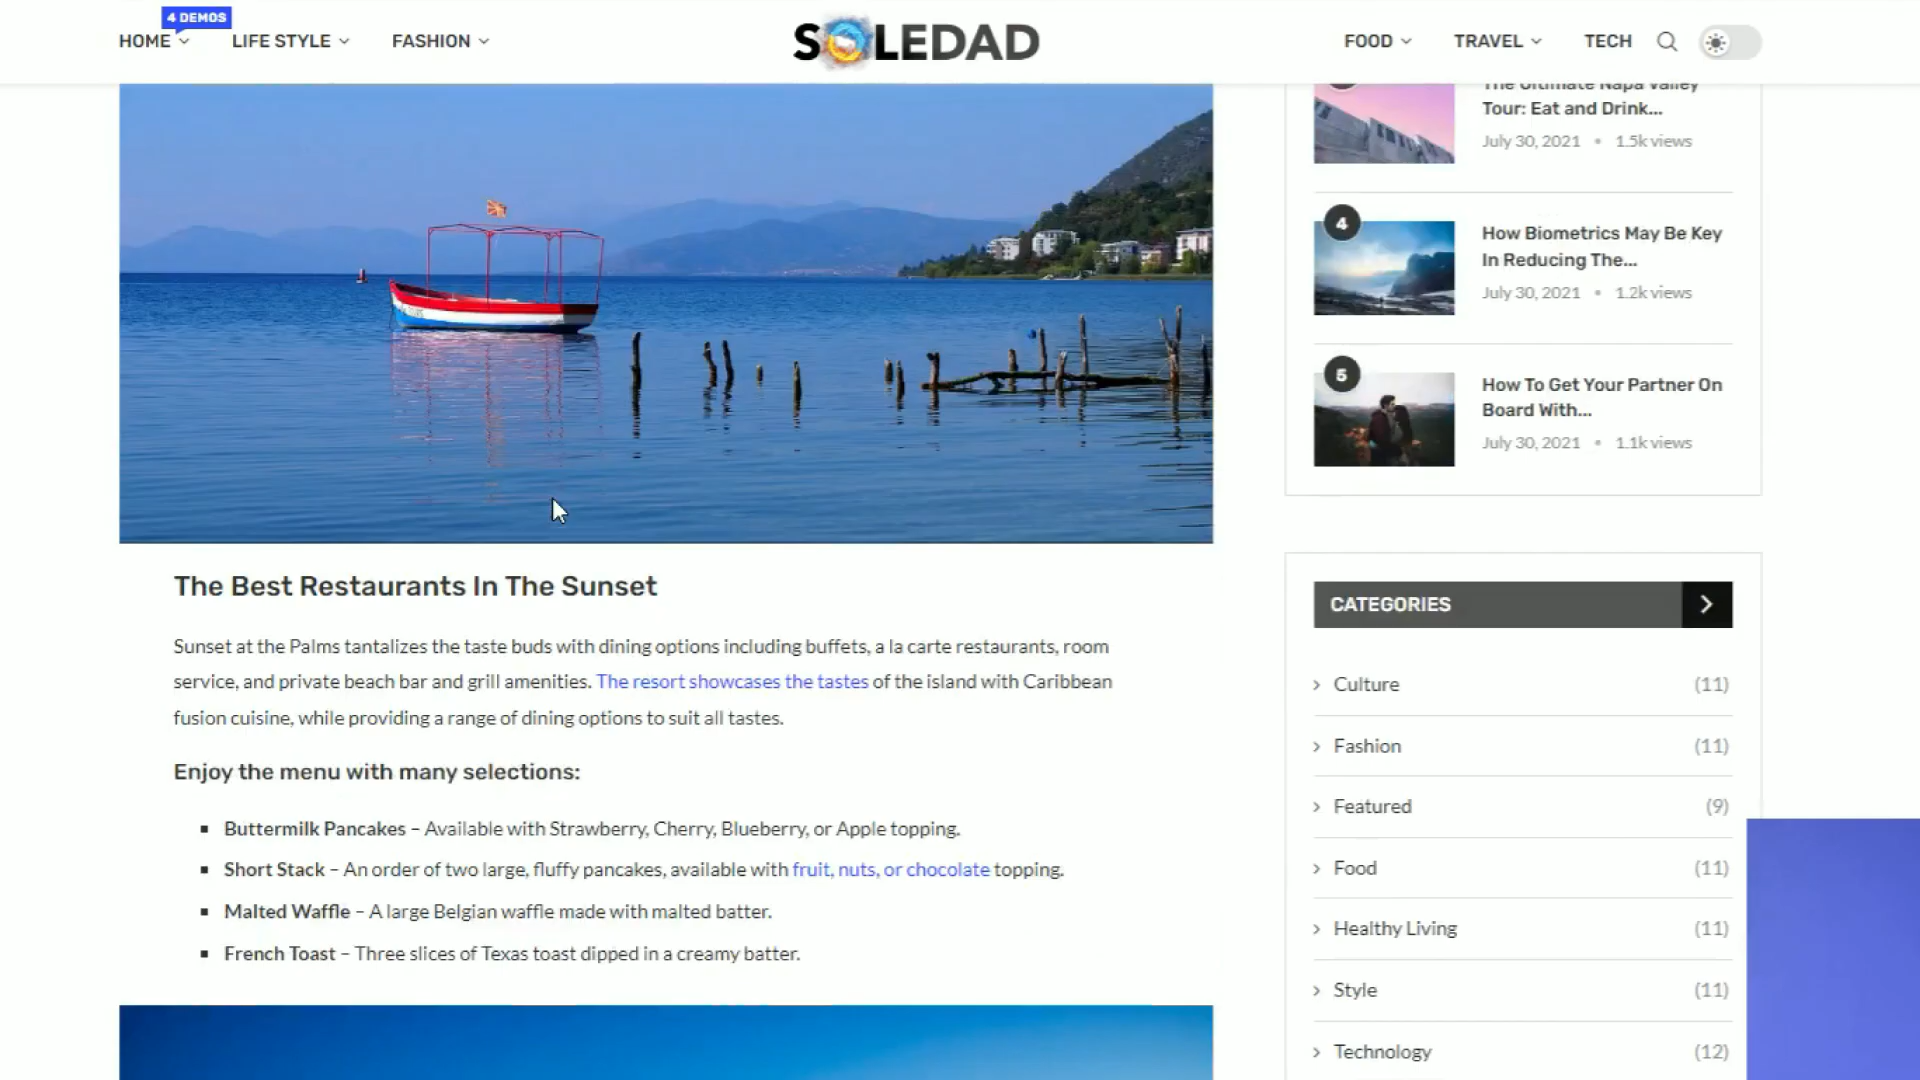 4 DEMOS
HOME
LIFE STYLE
FASHION
SOLEDAD
FOOD
TRAVEL
TECH
The Ultimate Napa Valley
Tour: Eat and Drink...
July 30, 2021 • 1.5k views
4
How Biometrics May Be Key
In Reducing The...
July 30, 2021 • 1.2k views
5
How To Get Your Partner On
Board With...
July 30, 2021 • 1.1k views
The Best Restaurants In The Sunset
Sunset at the Palms tantalizes the taste buds with dining options including buffets, a la carte restaurants, room
service, and private beach bar and grill amenities. The resort showcases the tastes of the island with Caribbean
fusion cuisine, while providing a range of dining options to suit all tastes.
Enjoy the menu with many selections:
▪ Buttermilk Pancakes – Available with Strawberry, Cherry, Blueberry, or Apple topping.
▪ Short Stack – An order of two large, fluffy pancakes, available with fruit, nuts, or chocolate topping.
▪ Malted Waffle – A large Belgian waffle made with malted batter.
▪ French Toast – Three slices of Texas toast dipped in a creamy batter.
CATEGORIES
Culture (11)
Fashion (11)
Featured (9)
Food (11)
Healthy Living (11)
Style (11)
Technology (12)